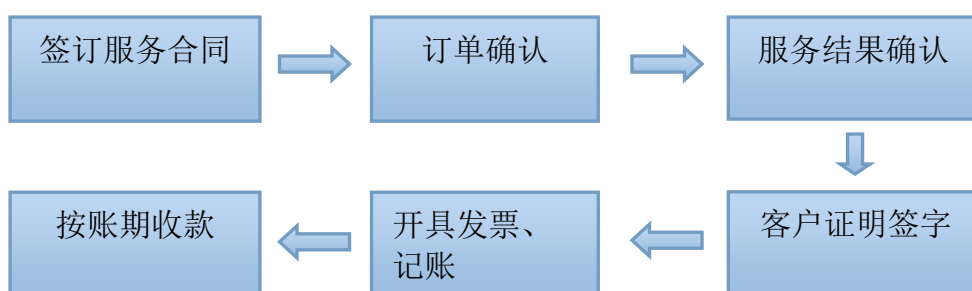 签订服务合同
订单确认
服务结果确认
客户证明签字
开具发票、
记账
按账期收款